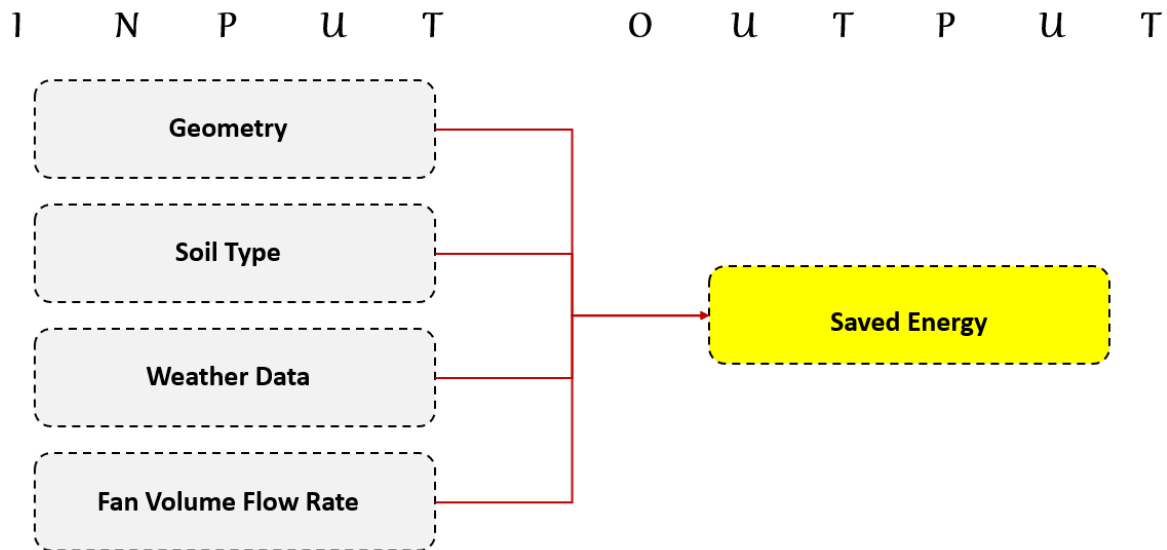 I N P U T
O U T P U T
Geometry
Soil Type
Weather Data
Fan Volume Flow Rate
Saved Energy